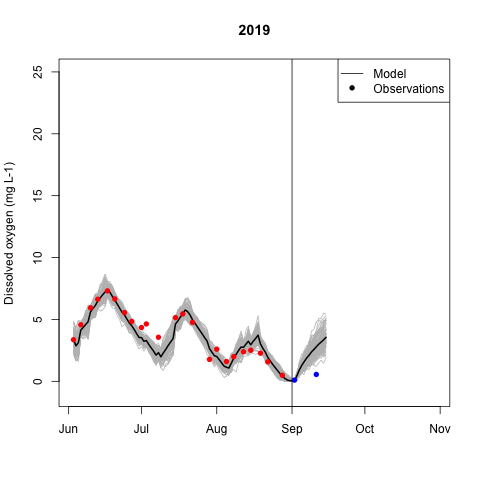 2019
Dissolved oxygen (mg L-1)
25
20
15
10
5
0
Model
Observations
Jun Jul Aug Sep Oct Nov